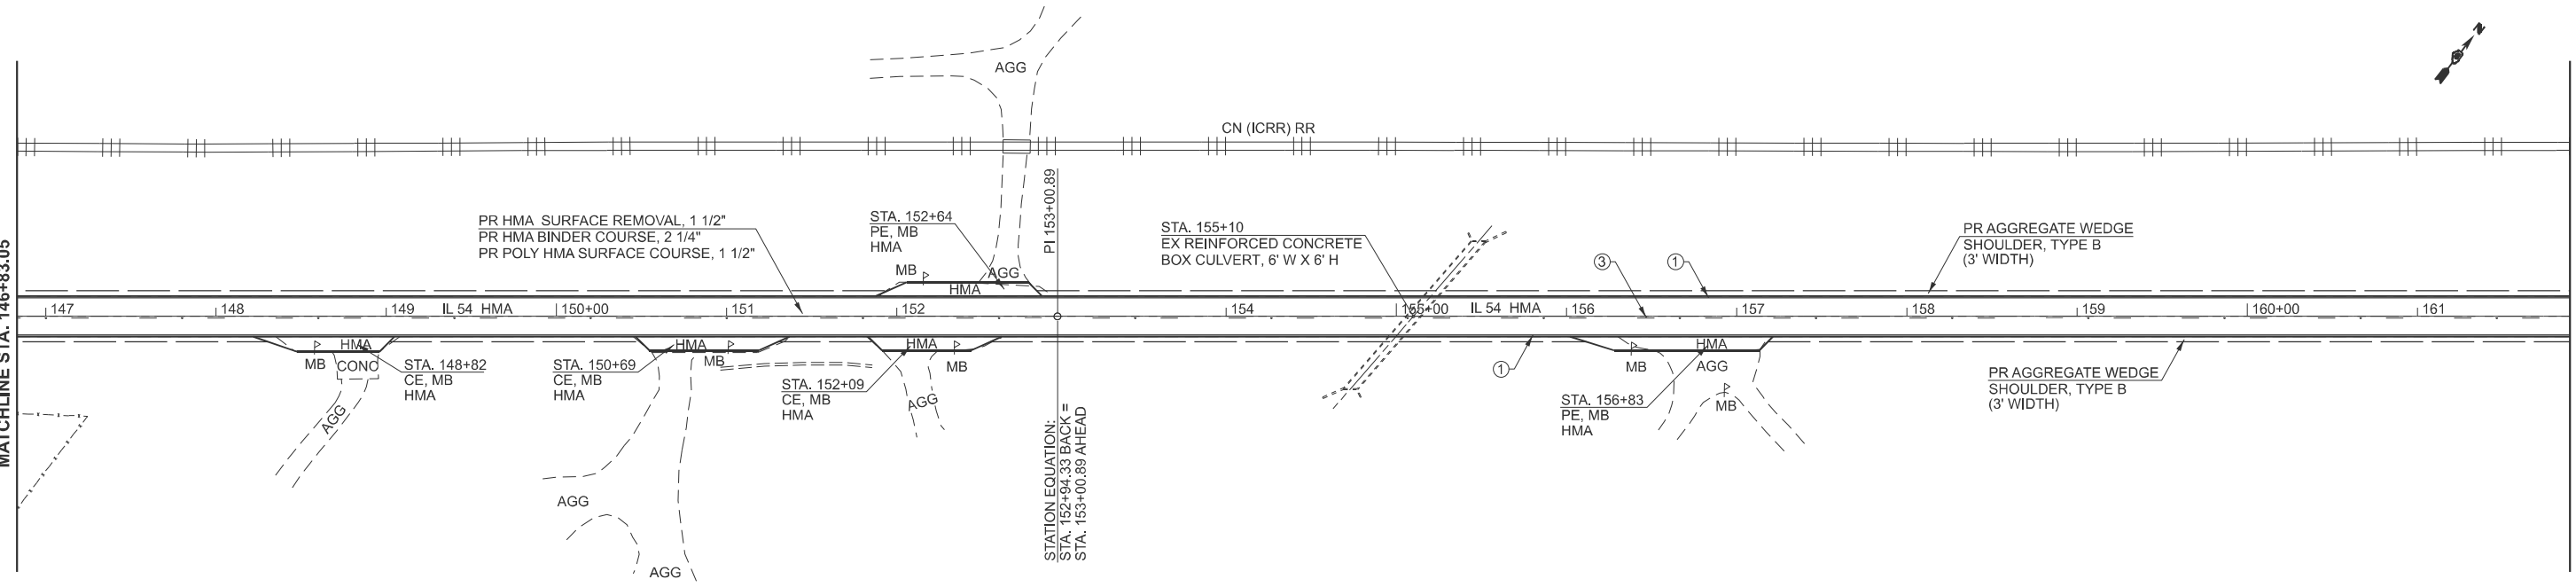 N
AGG
CN (ICRR) RR
MATCHLINE STA. 146+83.05
PR HMA SURFACE REMOVAL, 1 1/2"
PR HMA BINDER COURSE, 2 1/4"
PR POLY HMA SURFACE COURSE, 1 1/2"
STA. 152+64
PE, MB
HMA
PI 153+00.89
STA. 155+10
EX REINFORCED CONCRETE
BOX CULVERT, 6' W X 6' H
PR AGGREGATE WEDGE
SHOULDER, TYPE B
(3' WIDTH)
3
1
MB
AGG
HMA
147
148
149
IL 54 HMA
150+00
151
152
154
155+00
IL 54 HMA
156
157
158
159
160+00
161
HMA
MB
CONC
AGG
STA. 148+82
CE, MB
HMA
HMA
MB
STA. 150+69
CE, MB
HMA
AGG
AGG
HMA
MB
AGG
STA. 152+09
CE, MB
HMA
STATION EQUATION:
STA. 152+94.33 BACK =
STA. 153+00.89 AHEAD
1
HMA
MB
AGG
MB
STA. 156+83
PE, MB
HMA
PR AGGREGATE WEDGE
SHOULDER, TYPE B
(3' WIDTH)